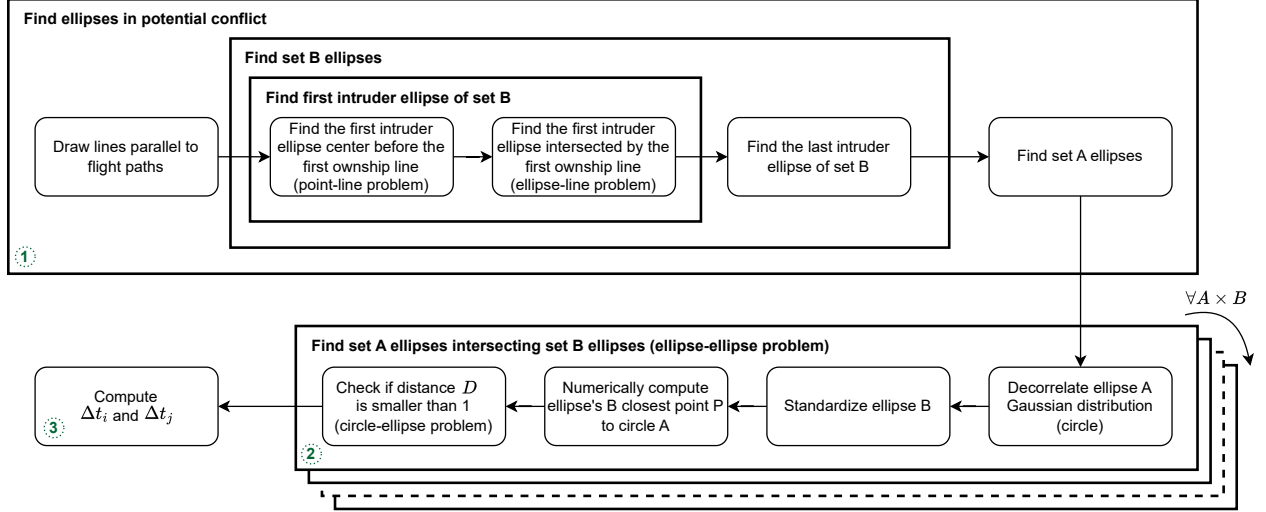 Find ellipses in potential conflict
Find set B ellipses
Find first intruder ellipse of set B
Draw lines parallel to
flight paths
Find the first intruder
ellipse center before the
first ownship line
(point-line problem)
Find the first intruder
ellipse intersected by the
first ownship line
(ellipse-line problem)
Find the last intruder
ellipse of set B
Find set A ellipses
1
∀A × B
Find set A ellipses intersecting set B ellipses (ellipse-ellipse problem)
Compute
Δtᵢ and Δtⱼ
3
Check if distance D
is smaller than 1
(circle-ellipse problem)
Numerically compute
ellipse's B closest point P
to circle A
Standardize ellipse B
Decorrelate ellipse A
Gaussian distribution
(circle)
2